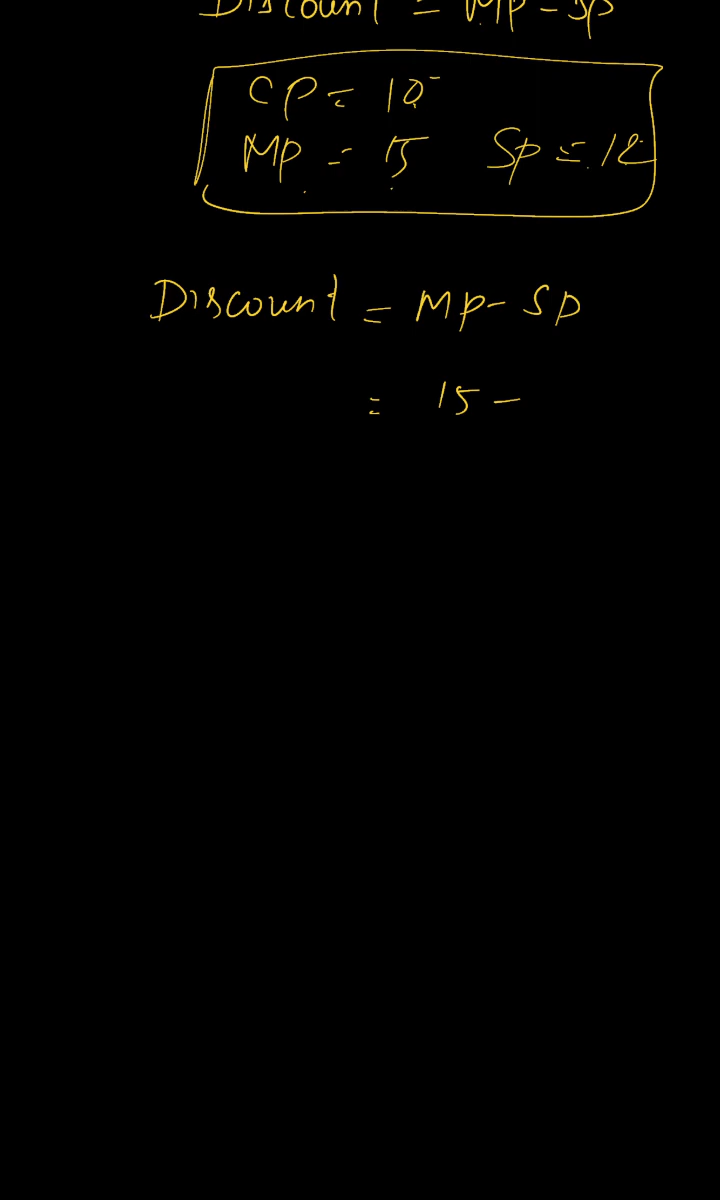 Discount = MP - SP
CP = 10
MP = 15 SP = 12
Discount = MP - SP
= 15 -